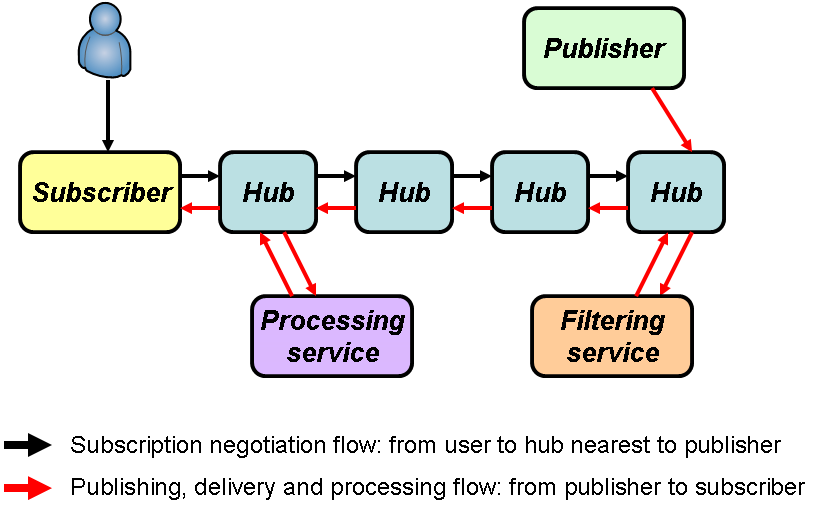 Publisher
Subscriber
Hub
Hub
Hub
Hub
Processing
service
Filtering
service
Subscription negotiation flow: from user to hub nearest to publisher
Publishing, delivery and processing flow: from publisher to subscriber